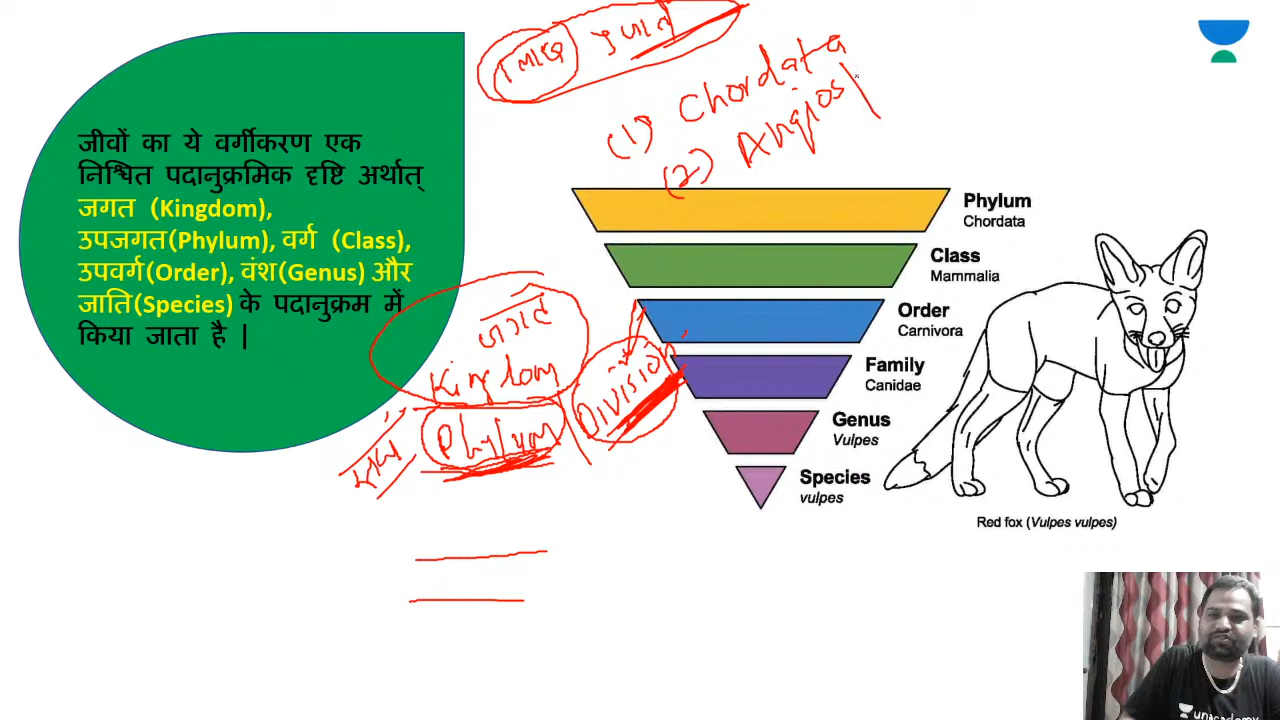 जीवों का ये वर्गीकरण एक
निश्चित पदानुक्रमिक दृष्टि अर्थात्
जगत (Kingdom),
उपजगत(Phylum), वर्ग (Class),
उपवर्ग(Order), वंश(Genus) और
जाति(Species) के पदानुक्रम में
किया जाता है |
(1) Chordata
(2) Angios
जगत
Kingdom
Phylum
Division
Phylum
Chordata
Class
Mammalia
Order
Carnivora
Family
Canidae
Genus
Vulpes
Species
vulpes
Red fox (Vulpes vulpes)
unacademy